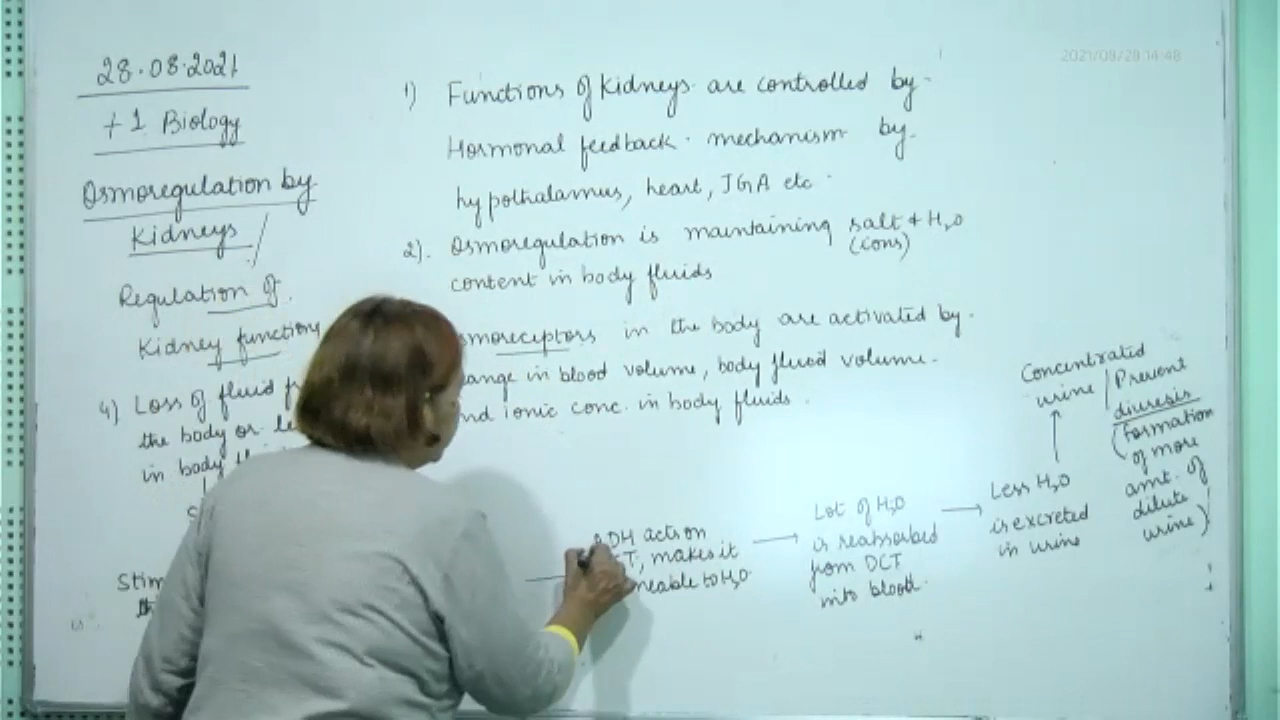 2021/08/28 14:48
28.08.2021
+1 Biology
Osmoregulation by
Kidneys
Regulation of
Kidney functions
1) Functions of kidneys are controlled by
Hormonal feedback mechanism by
hypothalamus, heart, JGA etc
2). Osmoregulation is maintaining salt + H2O
(cons)
content in body fluids
in the body are activated by
in blood volume, body fluid volume
ionic conc. in body fluids.
4) Loss of fluid
the body or
in body
ADH acts on
makes it
to H2O
Lot of H2O
is reabsorbed
from DCT
into blood.
Less H2O
is excreted
in urine
Concentrated
urine / Prevent
diuresis
(formation
of more
amt. of
dilute
urine)